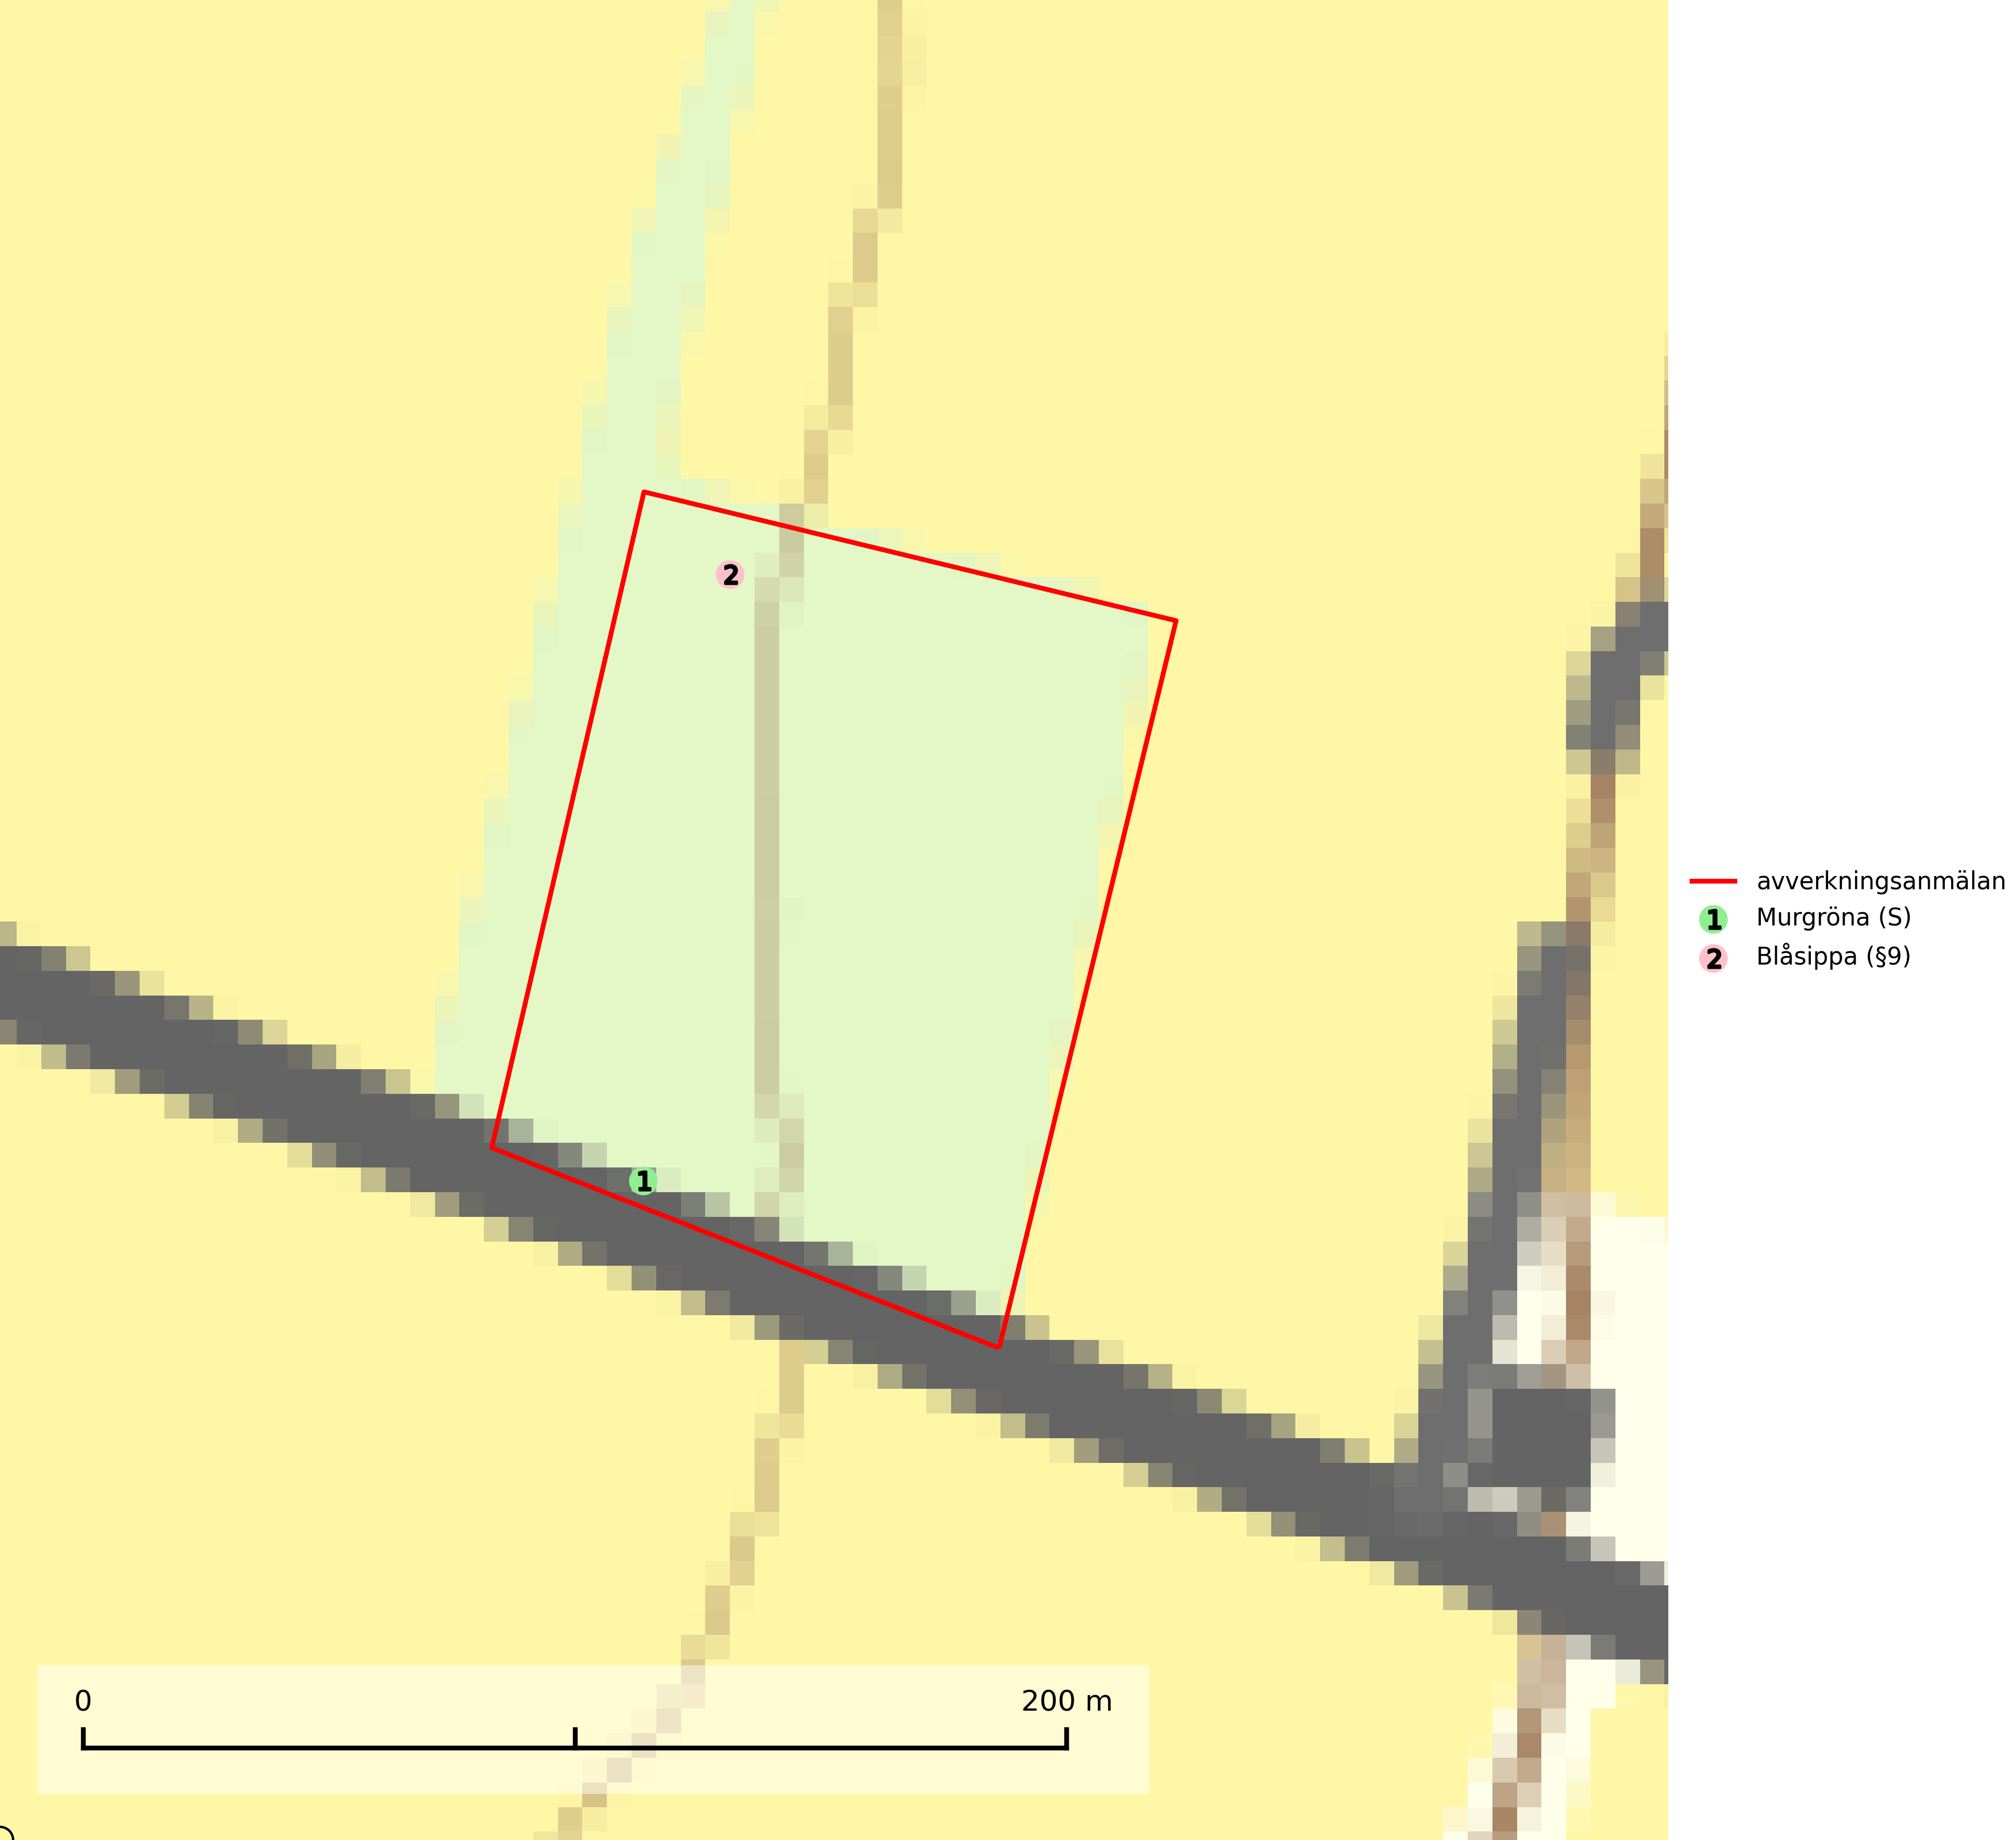 2
1
avverkningsanmälan
1 Murgröna (S)
2 Blåsippa (§9)
0 200 m